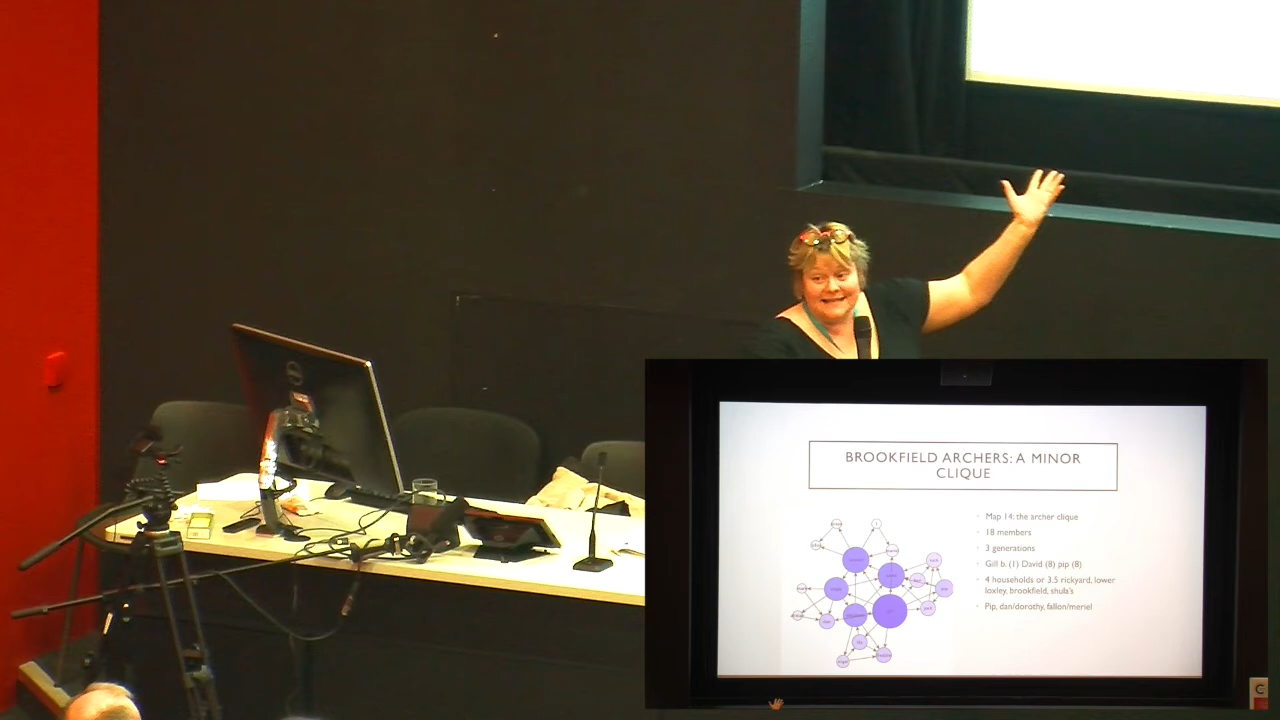 BROOKFIELD ARCHERS: A MINOR
CLIQUE
Map 14: the archer clique
18 members
3 generations
Gill b. (1) David (8) pip (8)
4 households or 3.5 rickyard, lower
loxley, brookfield, shula's
Pip, dan/dorothy, fallon/meriel
C